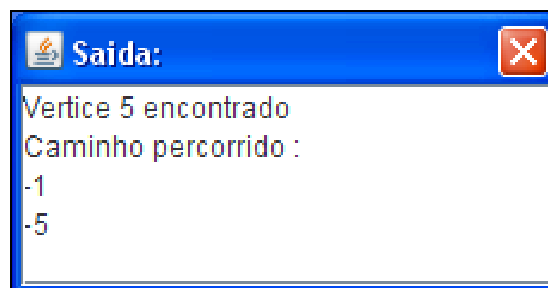 Saida:
Vertice 5 encontrado
Caminho percorrido :
-1
-5